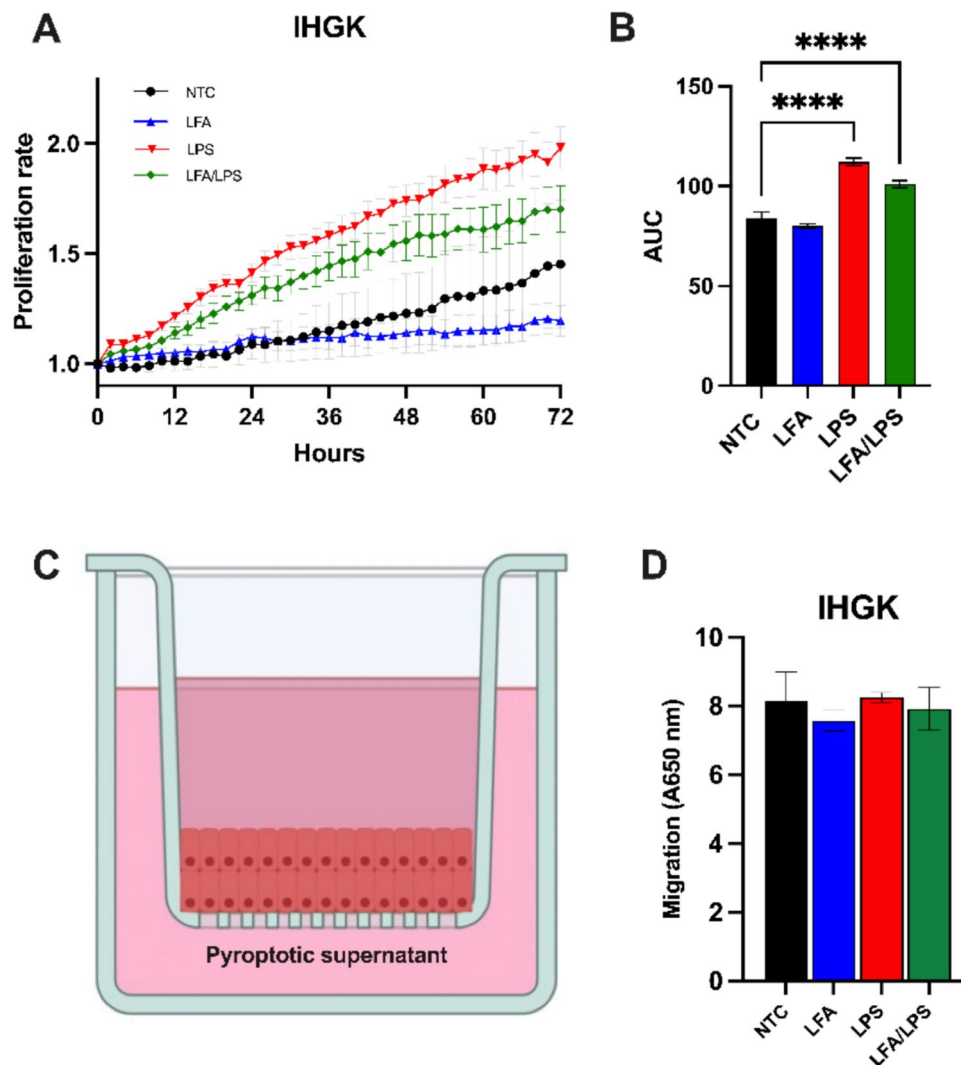 A
IHGK
NTC
LFA
LPS
LFA/LPS
Proliferation rate
2.0
1.5
1.0
0 12 24 36 48 60 72
Hours
B
****
****
AUC
150
100
50
0
NTC LFA LPS LFA/LPS
C
Pyroptotic supernatant
D
IHGK
Migration (A650 nm)
10
8
6
4
2
0
NTC LFA LPS LFA/LPS